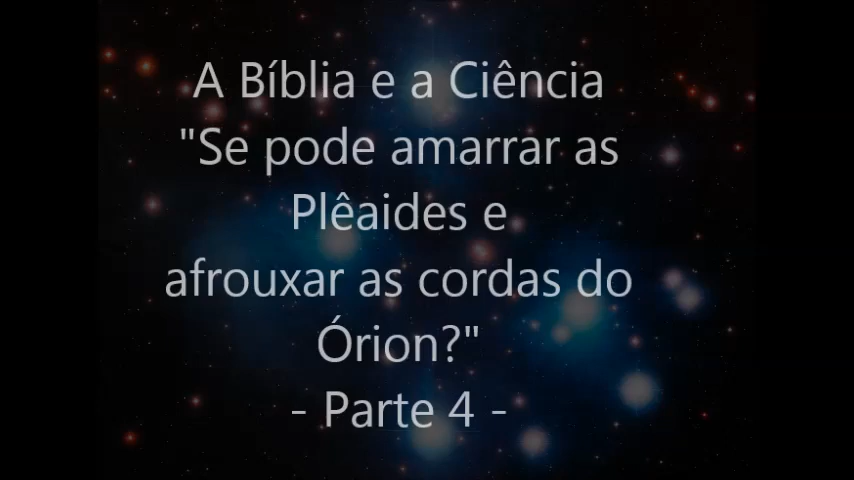 A Bíblia e a Ciência
"Se pode amarrar as
Plêaides e
afrouxar as cordas do
Órion?"
- Parte 4 -